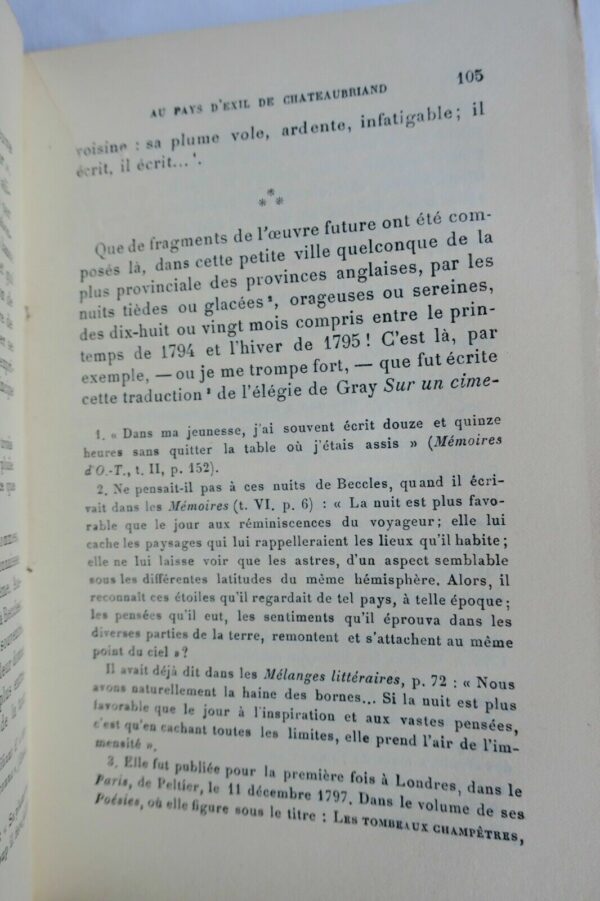 AU PAYS D'EXIL DE CHATEAUBRIAND 105
voisine : sa plume vole, ardente, infatigable ; il
écrit, il écrit...¹.
***
Que de fragments de l'œuvre future ont été com-
posés là, dans cette petite ville quelconque de la
plus provinciale des provinces anglaises, par les
nuits tièdes ou glacées², orageuses ou sereines,
des dix-huit ou vingt mois compris entre le prin-
temps de 1794 et l'hiver de 1795 ! C'est là, par
exemple, — ou je me trompe fort, — que fut écrite
cette traduction³ de l'élégie de Gray Sur un cime-
1. « Dans ma jeunesse, j'ai souvent écrit douze et quinze
heures sans quitter la table où j'étais assis » (Mémoires
d'O.-T., t. II, p. 152).
2. Ne pensait-il pas à ces nuits de Beccles, quand il écri-
vait dans les Mémoires (t. VI. p. 6) : « La nuit est plus favo-
rable que le jour aux réminiscences du voyageur ; elle lui
cache les paysages qui lui rappelleraient les lieux qu'il habite ;
elle ne lui laisse voir que les astres, d'un aspect semblable
sous les différentes latitudes du même hémisphère. Alors, il
reconnaît ces étoiles qu'il regardait de tel pays, à telle époque ;
les pensées qu'il eut, les sentiments qu'il éprouva dans les
diverses parties de la terre, remontent et s'attachent au même
point du ciel » ?
Il avait déjà dit dans les Mélanges littéraires, p. 72 : « Nous
avons naturellement la haine des bornes... Si la nuit est plus
favorable que le jour à l'inspiration et aux vastes pensées,
c'est qu'en cachant toutes les limites, elle prend l'air de l'im-
mensité ».
3. Elle fut publiée pour la première fois à Londres, dans le
Paris, de Peltier, le 11 décembre 1797. Dans le volume de ses
Poésies, où elle figure sous le titre : LES TOMBEAUX CHAMPÊTRES,